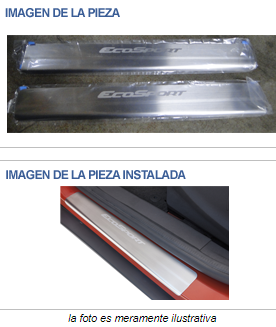 IMAGEN DE LA PIEZA
ECOSPORT
ECOSPORT
IMAGEN DE LA PIEZA INSTALADA
ECOSPORT
la foto es meramente ilustrativa